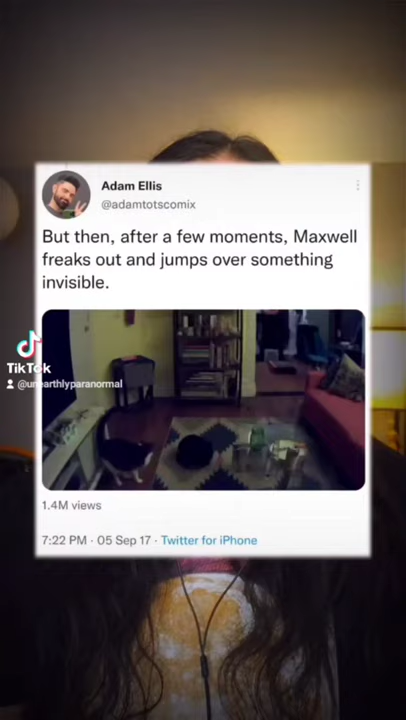 Adam Ellis
@adamtotscomix
But then, after a few moments, Maxwell
freaks out and jumps over something
invisible.
TikTok
@unearthlyparanormal
1.4M views
7:22 PM · 05 Sep 17 · Twitter for iPhone